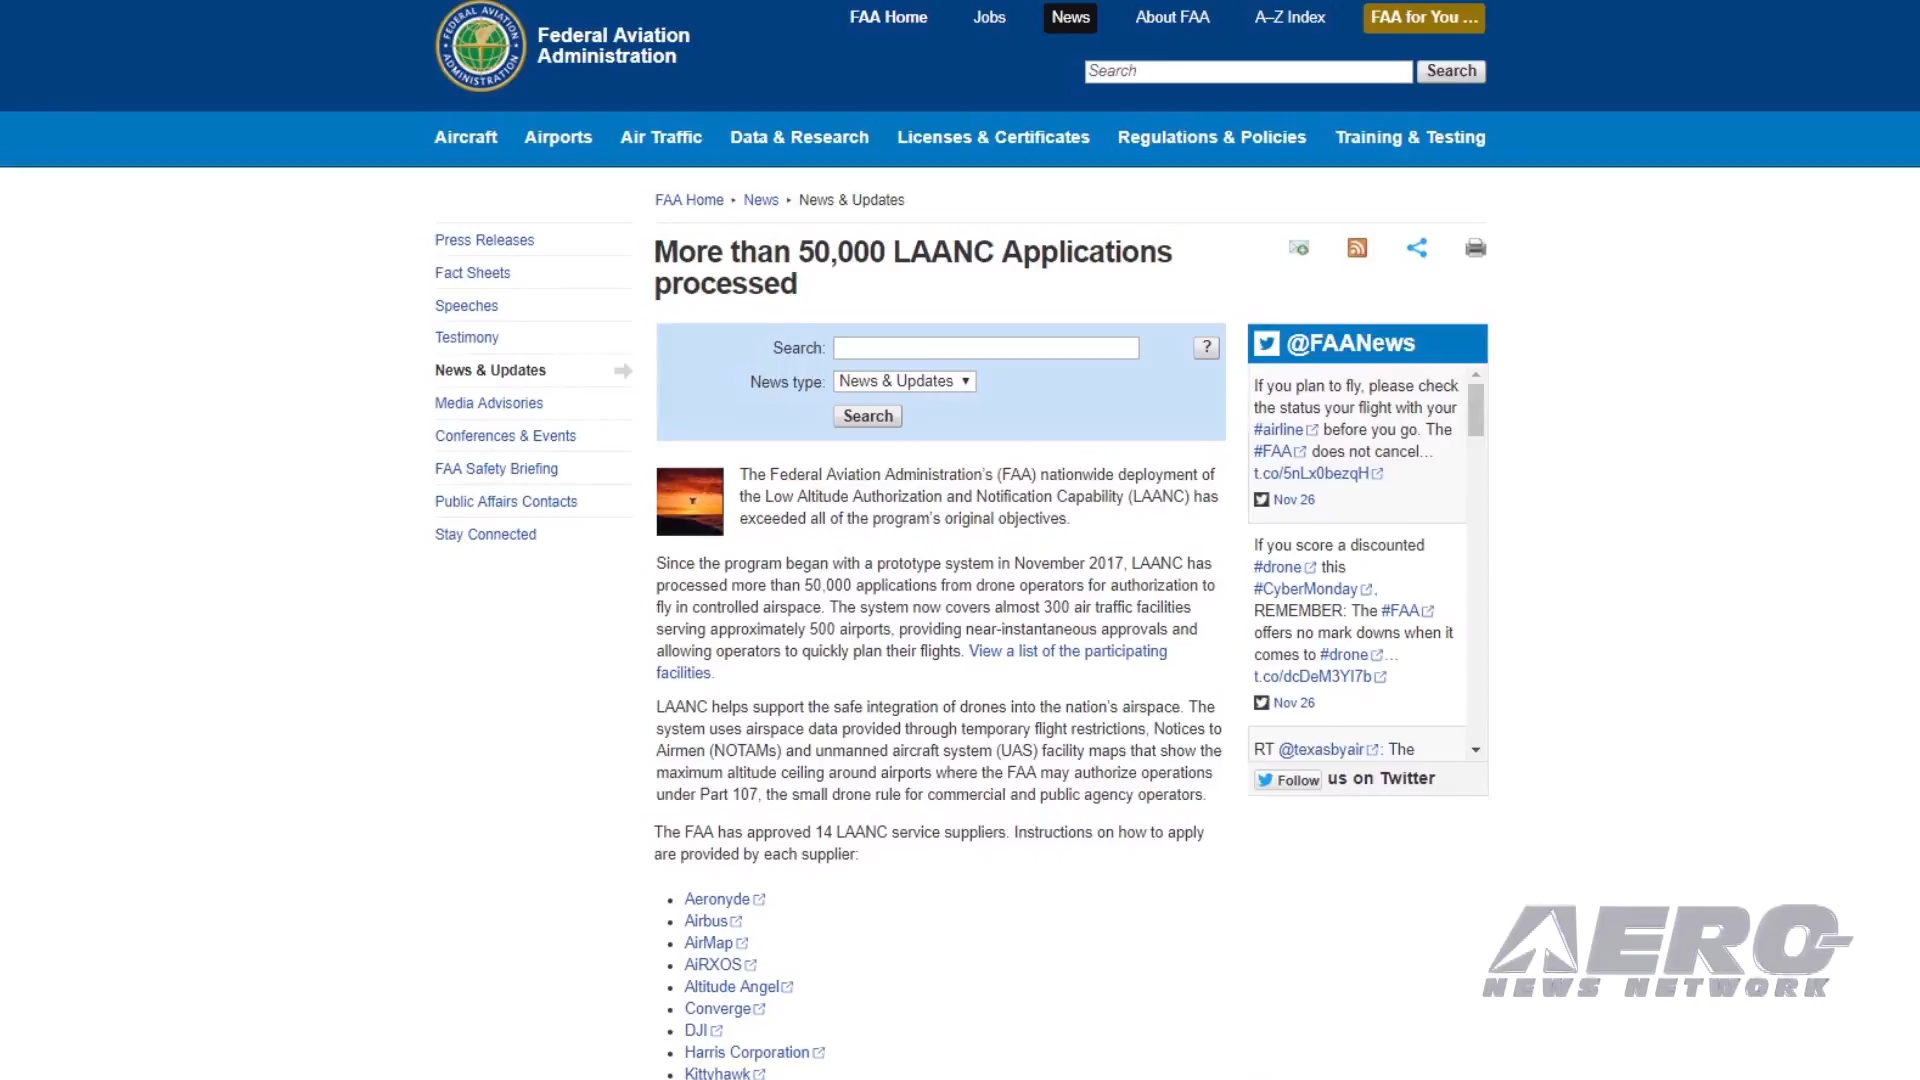 FEDERAL AVIATION
ADMINISTRATION
Federal Aviation
Administration
FAA Home
Jobs
News
About FAA
A–Z Index
FAA for You ...
Search
Search
Aircraft
Airports
Air Traffic
Data & Research
Licenses & Certificates
Regulations & Policies
Training & Testing
FAA Home ▸ News ▸ News & Updates
Press Releases
Fact Sheets
Speeches
Testimony
News & Updates
Media Advisories
Conferences & Events
FAA Safety Briefing
Public Affairs Contacts
Stay Connected
More than 50,000 LAANC Applications
processed
Search:
?
News type: News & Updates
Search
The Federal Aviation Administration's (FAA) nationwide deployment of
the Low Altitude Authorization and Notification Capability (LAANC) has
exceeded all of the program's original objectives.
Since the program began with a prototype system in November 2017, LAANC has
processed more than 50,000 applications from drone operators for authorization to
fly in controlled airspace. The system now covers almost 300 air traffic facilities
serving approximately 500 airports, providing near-instantaneous approvals and
allowing operators to quickly plan their flights. View a list of the participating
facilities.
LAANC helps support the safe integration of drones into the nation's airspace. The
system uses airspace data provided through temporary flight restrictions, Notices to
Airmen (NOTAMs) and unmanned aircraft system (UAS) facility maps that show the
maximum altitude ceiling around airports where the FAA may authorize operations
under Part 107, the small drone rule for commercial and public agency operators.
The FAA has approved 14 LAANC service suppliers. Instructions on how to apply
are provided by each supplier:
• Aeronyde
• Airbus
• AirMap
• AiRXOS
• Altitude Angel
• Converge
• DJI
• Harris Corporation
• Kittyhawk
@FAANews
If you plan to fly, please check
the status your flight with your
#airline before you go. The
#FAA does not cancel…
t.co/5nLx0bezqH
Nov 26
If you score a discounted
#drone this
#CyberMonday,
REMEMBER: The #FAA
offers no mark downs when it
comes to #drone…
t.co/dcDeM3YI7b
Nov 26
RT @texasbyair: The
Follow us on Twitter
AERO-
NEWS NETWORK